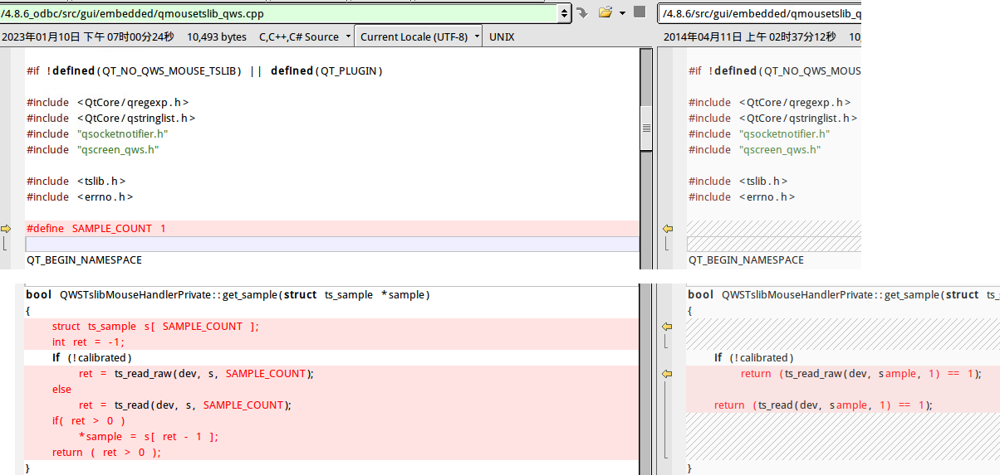 /4.8.6_odbc/src/gui/embedded/qmousetslib_qws.cpp
2023年01月10日 下午 07时00分24秒 10,493 bytes C,C++,C# Source Current Locale (UTF-8) UNIX
#if !defined(QT_NO_QWS_MOUSE_TSLIB) || defined(QT_PLUGIN)
#include <QtCore/qregexp.h>
#include <QtCore/qstringlist.h>
#include "qsocketnotifier.h"
#include "qscreen_qws.h"
#include <tslib.h>
#include <errno.h>
#define SAMPLE_COUNT 1
QT_BEGIN_NAMESPACE
bool QWSTslibMouseHandlerPrivate::get_sample(struct ts_sample *sample)
{
struct ts_sample s[ SAMPLE_COUNT ];
int ret = -1;
if (!calibrated)
ret = ts_read_raw(dev, s, SAMPLE_COUNT);
else
ret = ts_read(dev, s, SAMPLE_COUNT);
if( ret > 0 )
*sample = s[ ret - 1 ];
return ( ret > 0 );
}
/4.8.6/src/gui/embedded/qmousetslib_q
2014年04月11日 上午 02时37分12秒 10,
#if !defined(QT_NO_QWS_MOUS
#include <QtCore/qregexp.h>
#include <QtCore/qstringlist.h>
#include "qsocketnotifier.h"
#include "qscreen_qws.h"
#include <tslib.h>
#include <errno.h>
QT_BEGIN_NAMESPACE
bool QWSTslibMouseHandlerPrivate::get_sample(struct ts_s
{
if (!calibrated)
return (ts_read_raw(dev, sample, 1) == 1);
return (ts_read(dev, sample, 1) == 1);
}